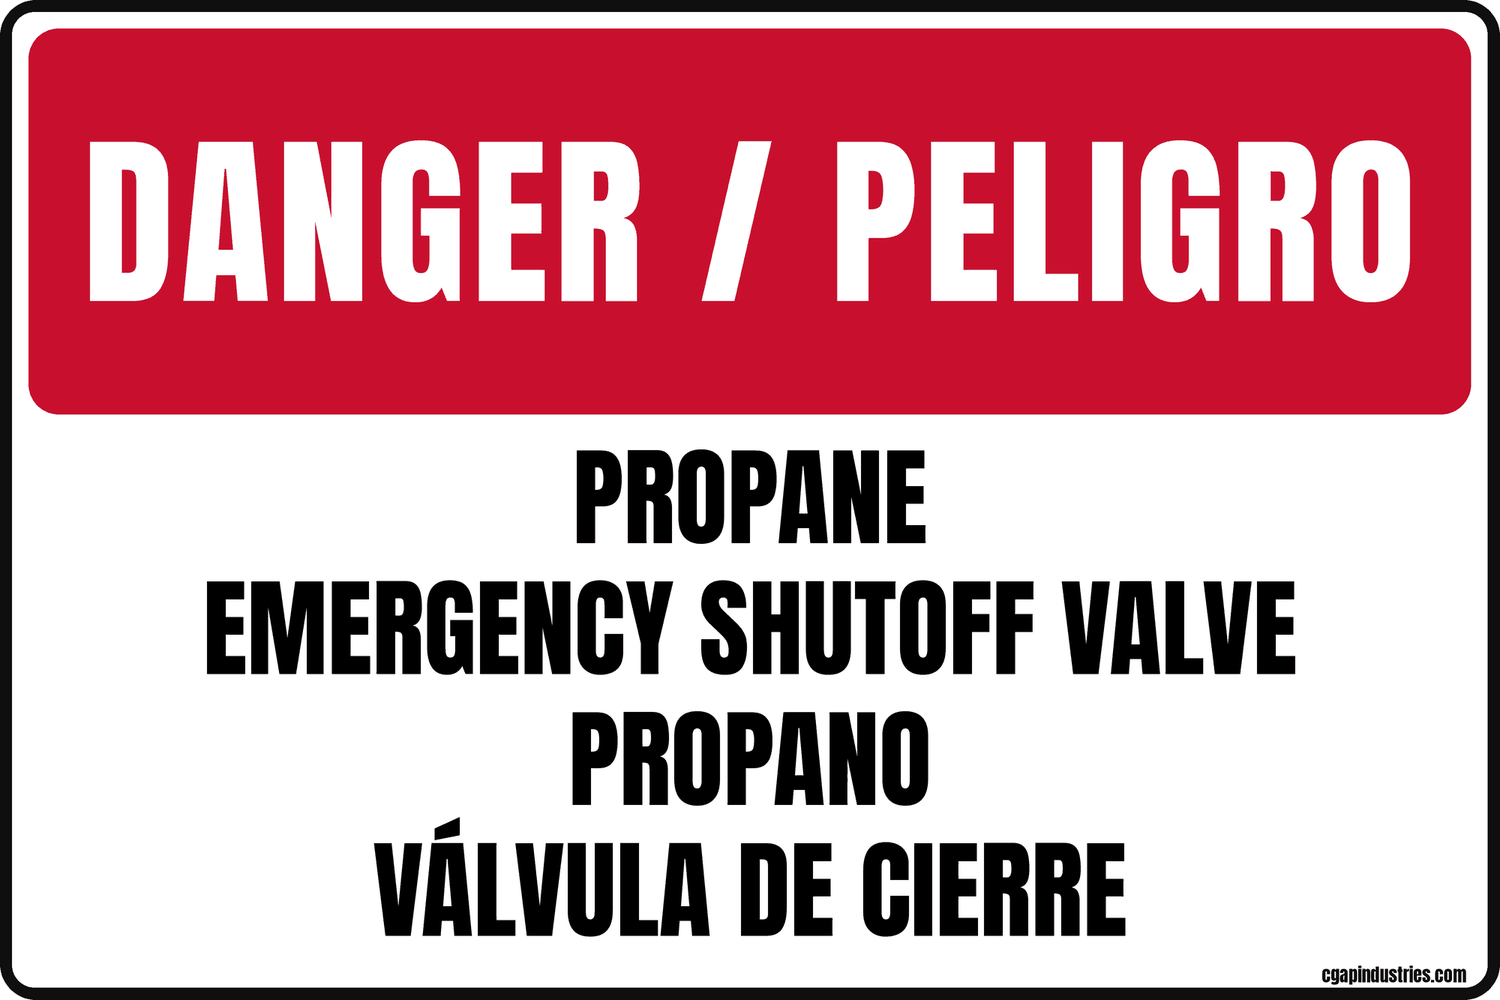 DANGER / PELIGRO
PROPANE
EMERGENCY SHUTOFF VALVE
PROPANO
VÁLVULA DE CIERRE
cgapindustries.com